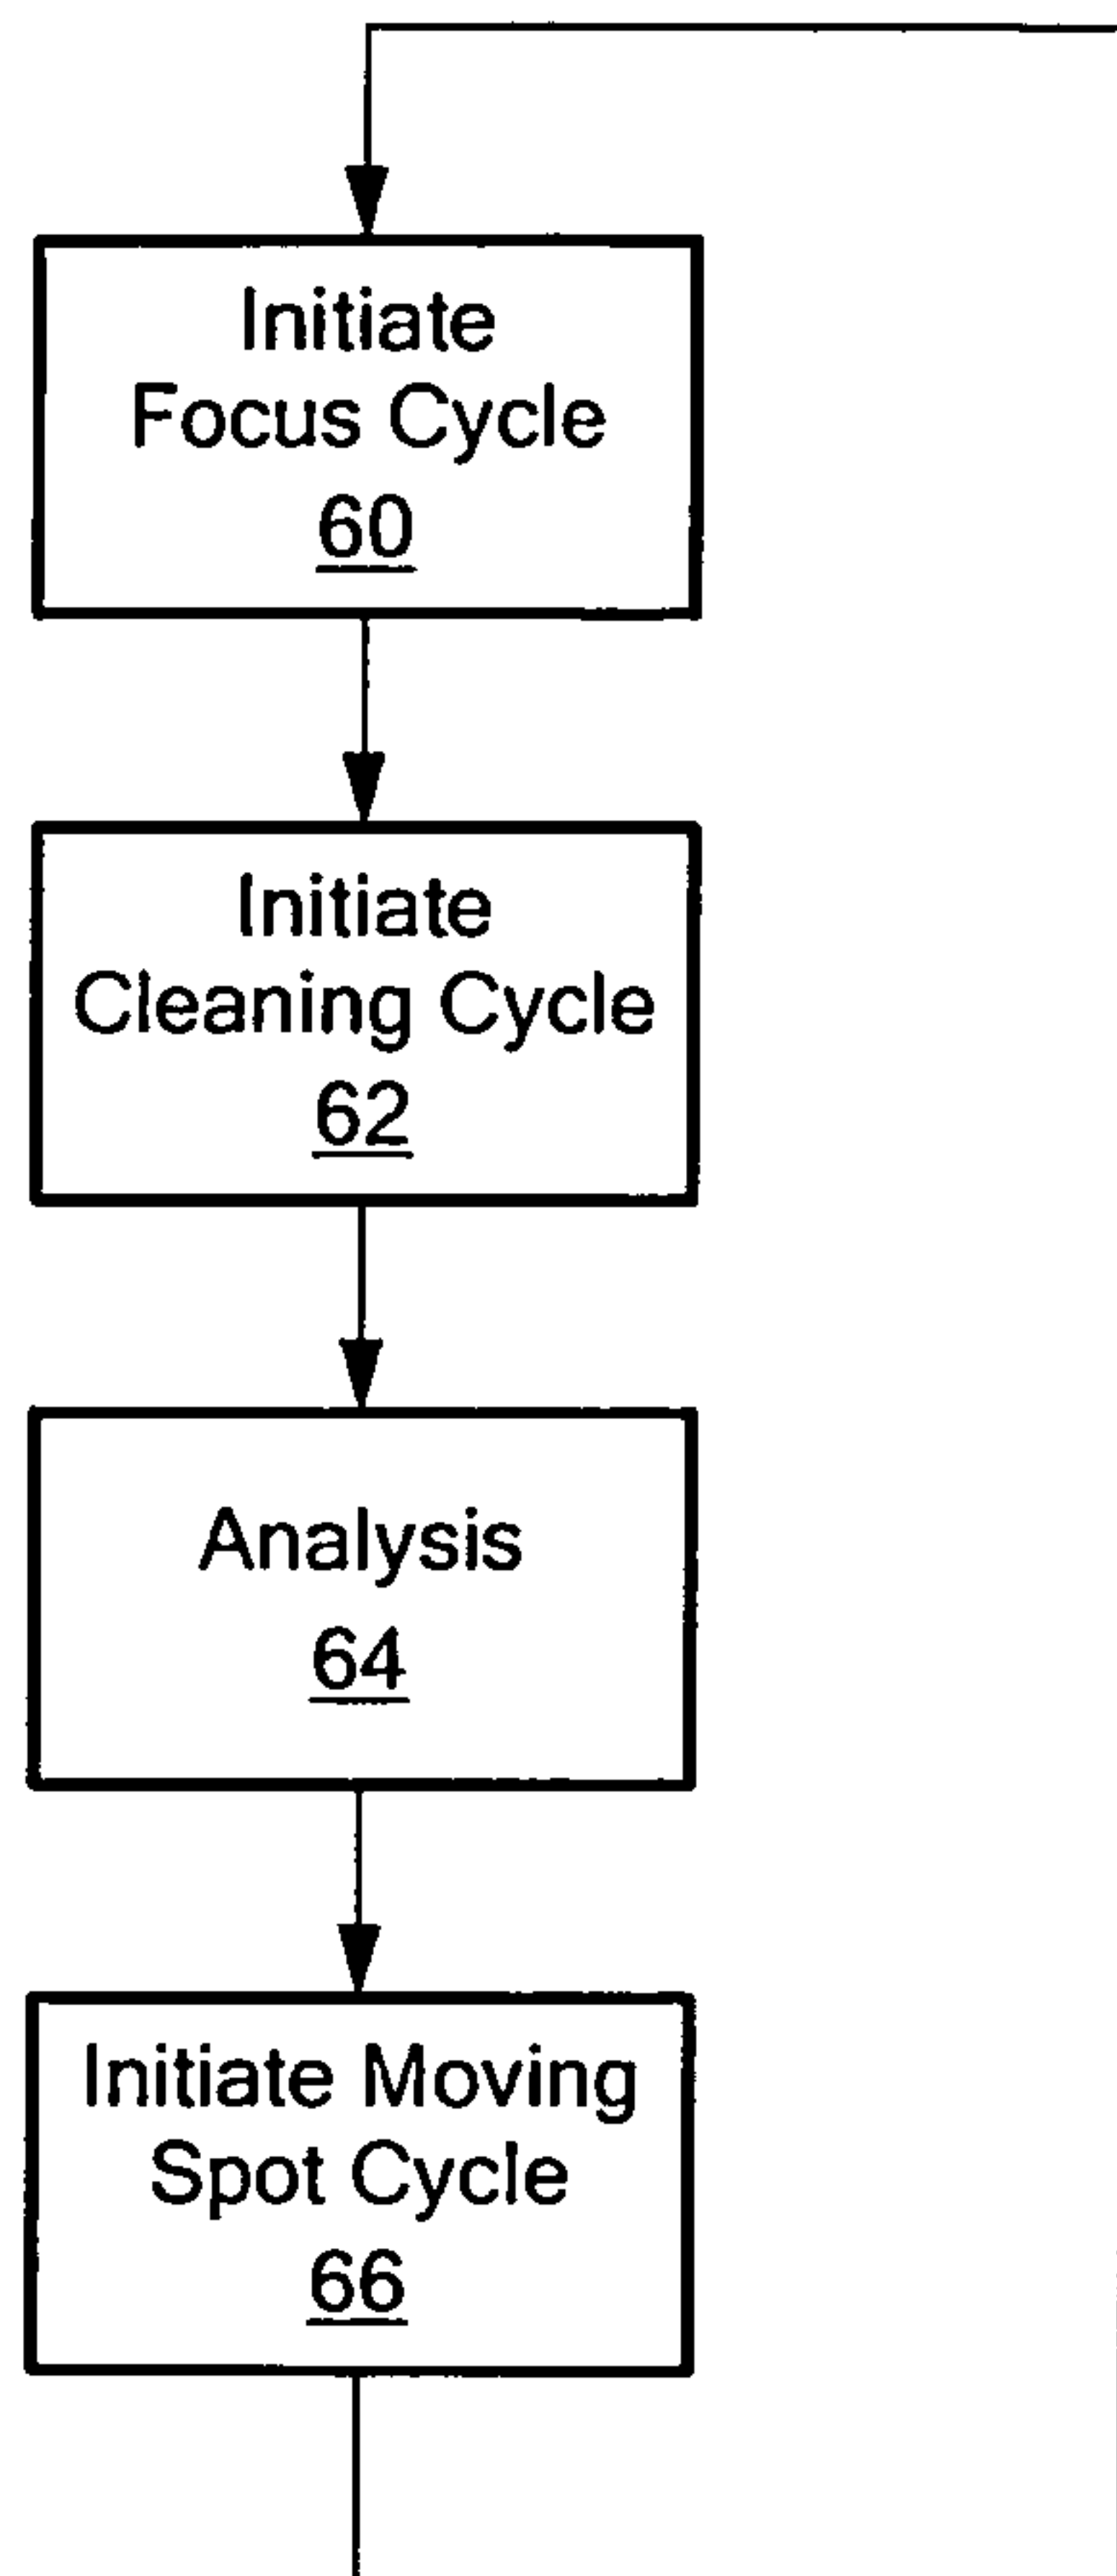 Initiate
Focus Cycle
60
Initiate
Cleaning Cycle
62
Analysis
64
Initiate Moving
Spot Cycle
66